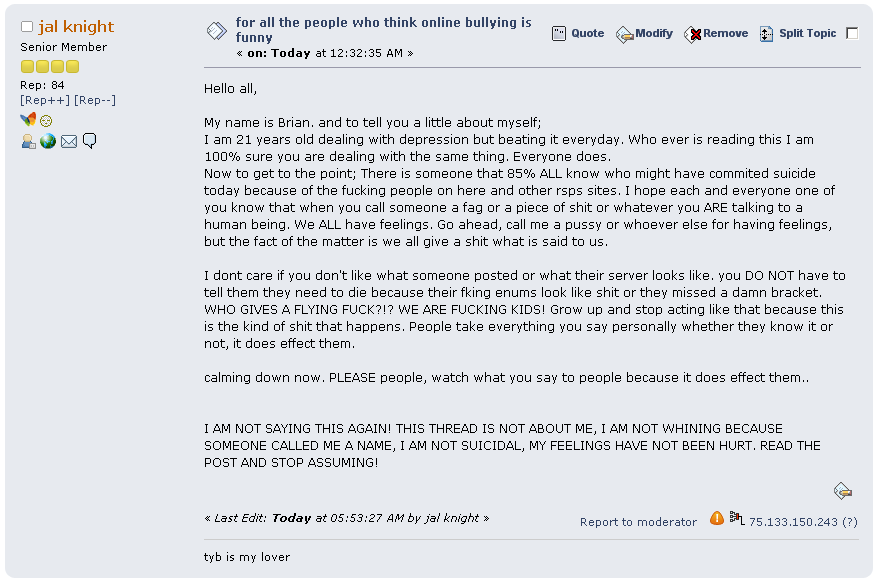 jal knight
Senior Member
Rep: 84
[Rep++] [Rep--]
for all the people who think online bullying is
funny
« on: Today at 12:32:35 AM »
Quote Modify Remove Split Topic
Hello all,
My name is Brian. and to tell you a little about myself;
I am 21 years old dealing with depression but beating it everyday. Who ever is reading this I am
100% sure you are dealing with the same thing. Everyone does.
Now to get to the point; There is someone that 85% ALL know who might have commited suicide
today because of the fucking people on here and other rsps sites. I hope each and everyone one of
you know that when you call someone a fag or a piece of shit or whatever you ARE talking to a
human being. We ALL have feelings. Go ahead, call me a pussy or whoever else for having feelings,
but the fact of the matter is we all give a shit what is said to us.
I dont care if you don't like what someone posted or what their server looks like. you DO NOT have to
tell them they need to die because their fking enums look like shit or they missed a damn bracket.
WHO GIVES A FLYING FUCK?!? WE ARE FUCKING KIDS! Grow up and stop acting like that because this
is the kind of shit that happens. People take everything you say personally whether they know it or
not, it does effect them.
calming down now. PLEASE people, watch what you say to people because it does effect them..
I AM NOT SAYING THIS AGAIN! THIS THREAD IS NOT ABOUT ME, I AM NOT WHINING BECAUSE
SOMEONE CALLED ME A NAME, I AM NOT SUICIDAL, MY FEELINGS HAVE NOT BEEN HURT. READ THE
POST AND STOP ASSUMING!
« Last Edit: Today at 05:53:27 AM by jal knight »
Report to moderator 75.133.150.243 (?)
tyb is my lover